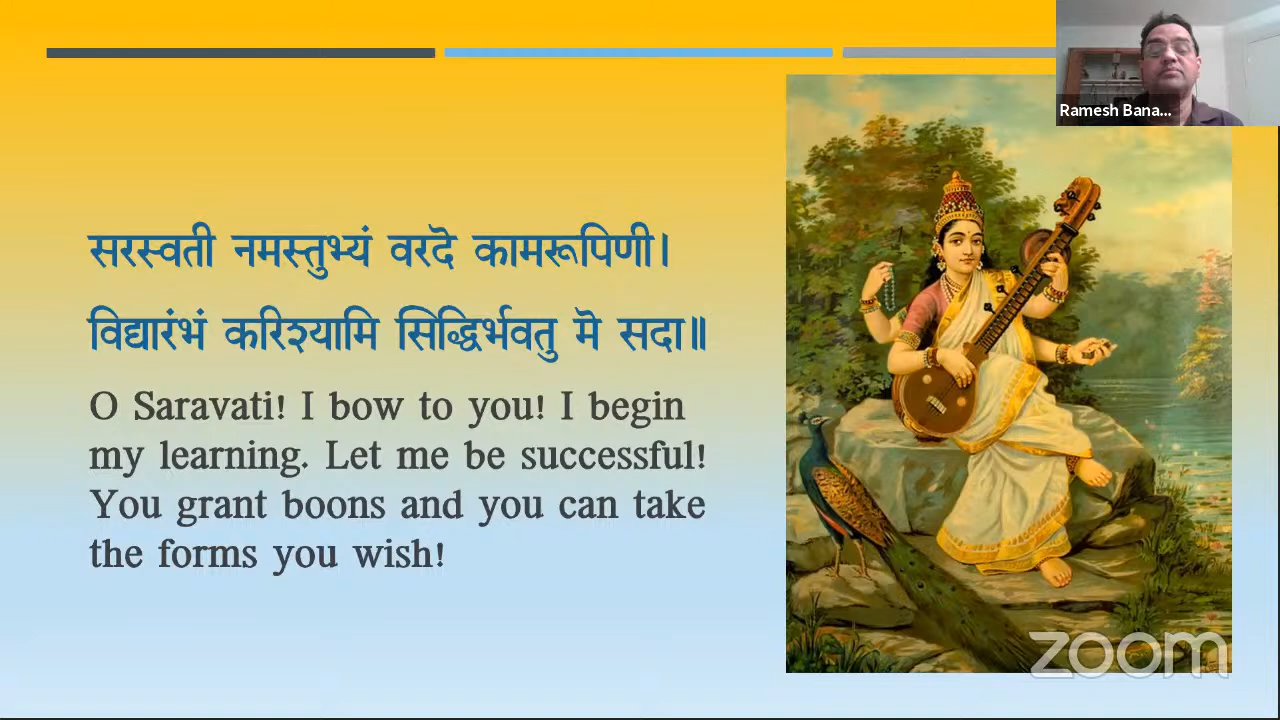 Ramesh Bana...
सरस्वती नमस्तुभ्यं वरदॆ कामरूपिणी।
विद्यारंभं करिश्यामि सिद्धिर्भवतु मॆ सदा॥
O Saravati! I bow to you! I begin
my learning. Let me be successful!
You grant boons and you can take
the forms you wish!
zoom